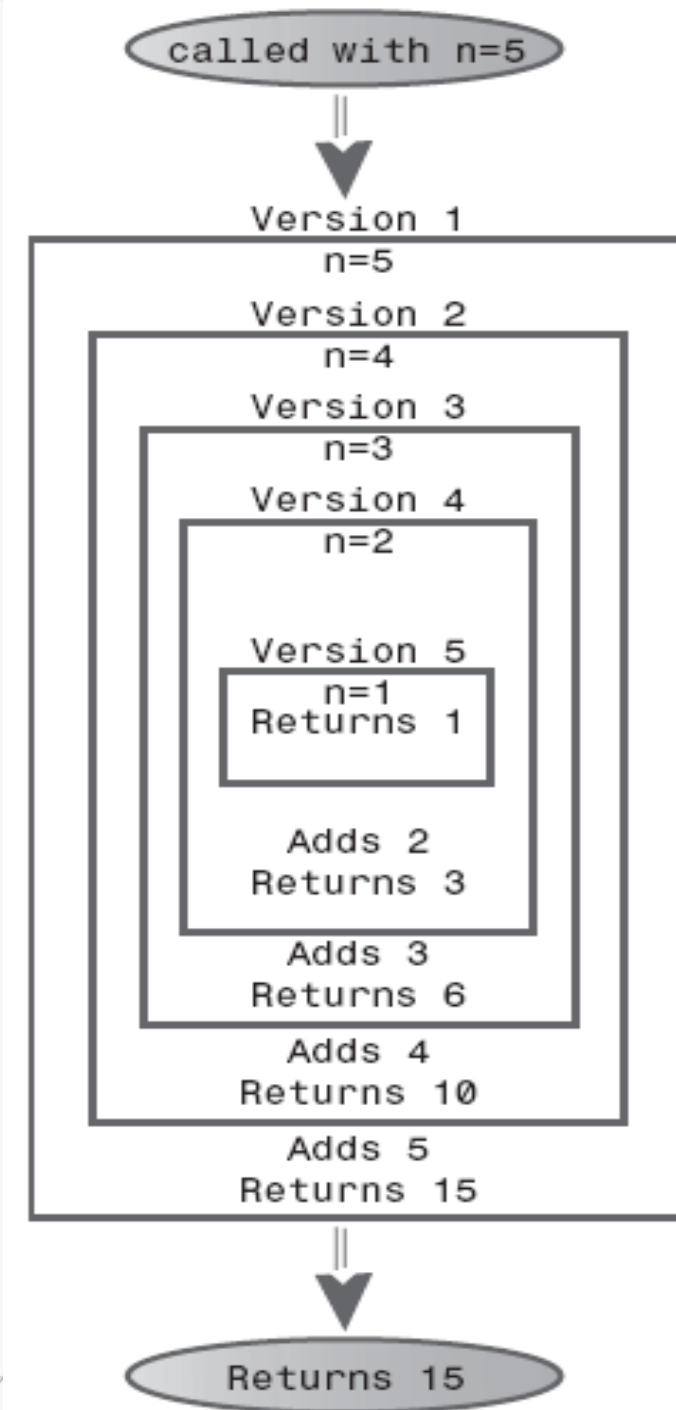 called with n=5
Version 1
n=5
Version 2
n=4
Version 3
n=3
Version 4
n=2
Version 5
n=1
Returns 1
Adds 2
Returns 3
Adds 3
Returns 6
Adds 4
Returns 10
Adds 5
Returns 15
Returns 15